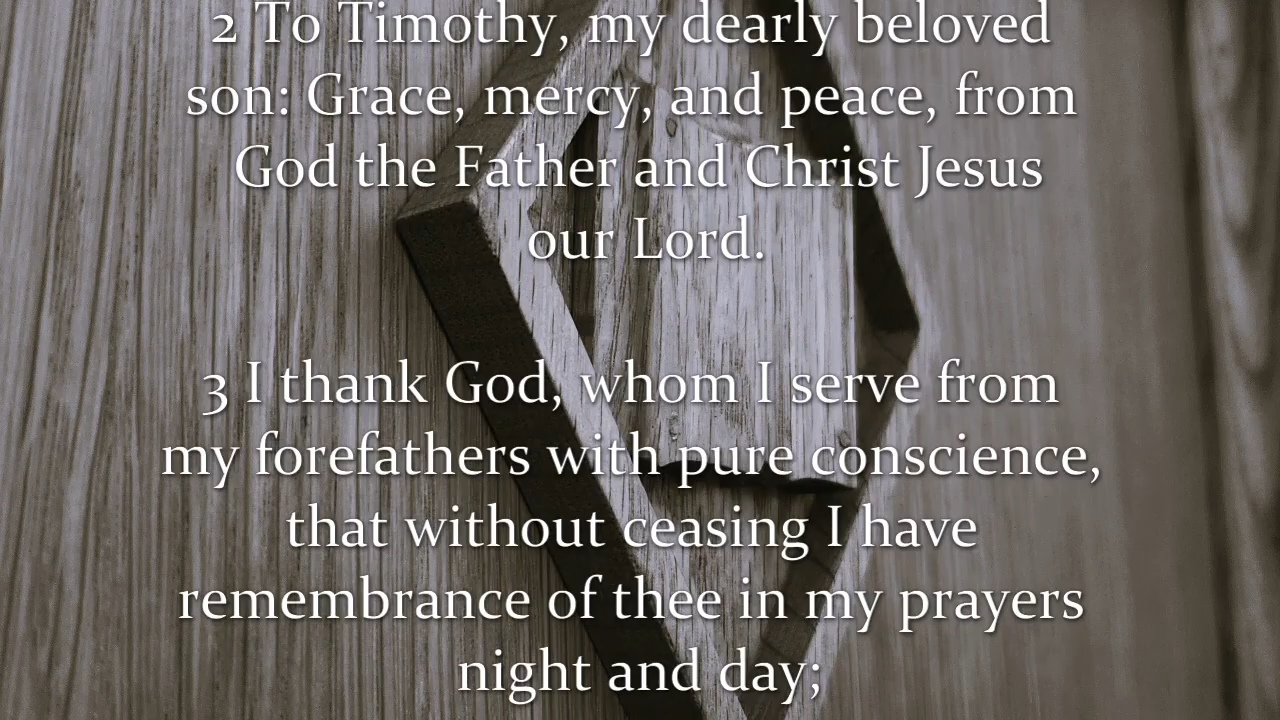 2 To Timothy, my dearly beloved
son: Grace, mercy, and peace, from
God the Father and Christ Jesus
our Lord.
3 I thank God, whom I serve from
my forefathers with pure conscience,
that without ceasing I have
remembrance of thee in my prayers
night and day;